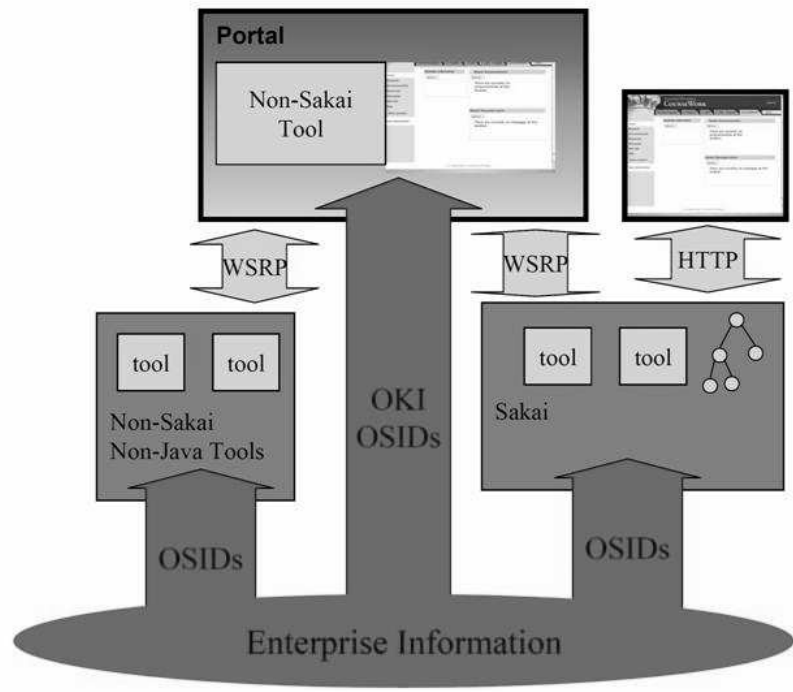 Portal
Non-Sakai
Tool
COURSEWORK
WSRP
WSRP
HTTP
tool
tool
tool
tool
Non-Sakai
Non-Java Tools
OKI
OSIDs
Sakai
OSIDs
OSIDs
Enterprise Information